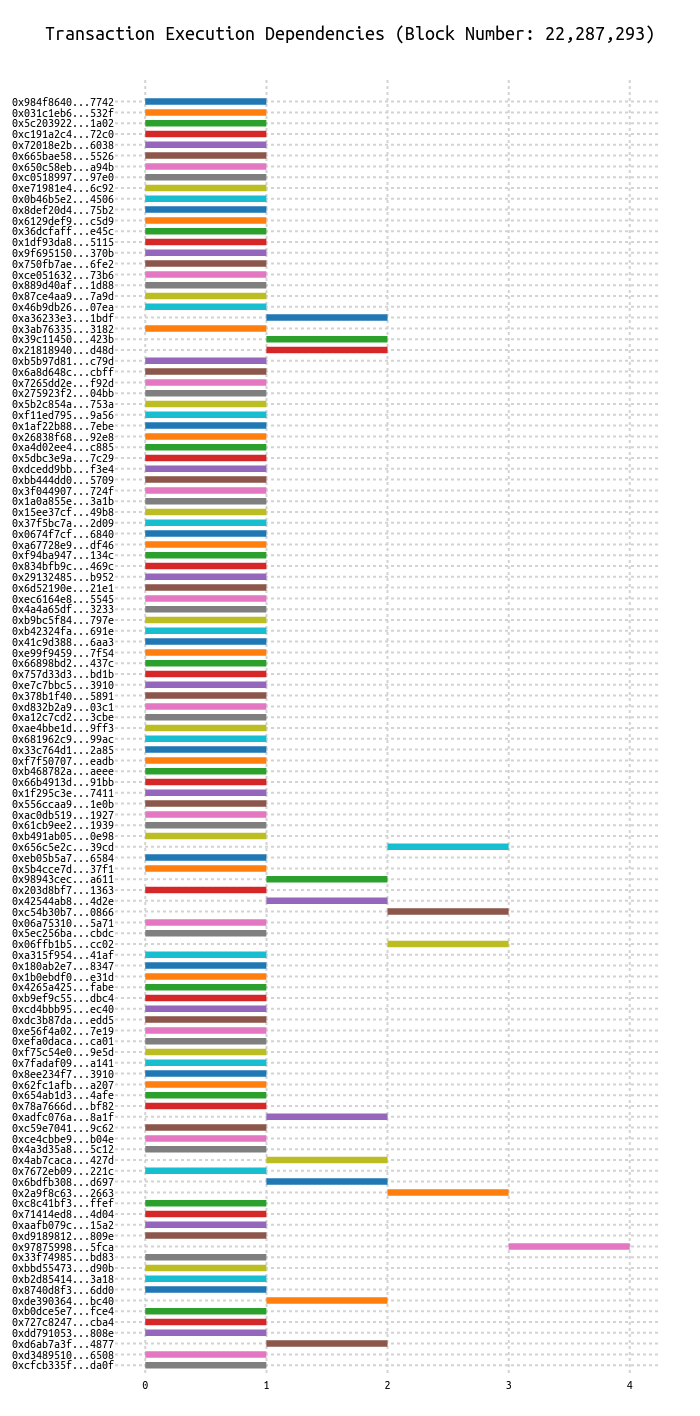 Transaction Execution Dependencies (Block Number: 22,287,293)
0x984f8640...7742
0x031c1eb6...532f
0x5c203922...1a02
0xc191a2c4...72c0
0x72018e2b...6038
0x665bae58...5526
0x650c58eb...a94b
0xc0518997...97e0
0xe71981e4...6c92
0x0b46b5e2...4506
0x8def20d4...75b2
0x6129def9...c5d9
0x36dcfaff...e45c
0x1df93da8...5115
0x9f695150...370b
0x750fb7ae...6fe2
0xce051632...73b6
0x889d40af...1d88
0x87ce4aa9...7a9d
0x46b9db26...07ea
0xa36233e3...1bdf
0x3ab76335...3182
0x39c11450...423b
0x21818940...d48d
0xb5b97d81...c79d
0x6a8d648c...cbff
0x7265dd2e...f92d
0x275923f2...04bb
0x5b2c854a...753a
0xf11ed795...9a56
0x1af22b88...7ebe
0x26838f68...92e8
0xa4d02ee4...c885
0x5dbc3e9a...7c29
0xdcedd9bb...f3e4
0xbb444dd0...5709
0x3f044907...724f
0x1a0a855e...3a1b
0x15ee37cf...49b8
0x37f5bc7a...2d09
0x0674f7cf...6840
0xa67728e9...df46
0xf94ba947...134c
0x834bfb9c...469c
0x29132485...b952
0x6d52190e...21e1
0xec6164e8...5545
0x4a4a65df...3233
0xb9bc5f84...797e
0xb42324fa...691e
0x41c9d388...6aa3
0xe99f9459...7f54
0x66898bd2...437c
0x757d33d3...bd1b
0xe7c7bbc5...3910
0x378b1f40...5891
0xd832b2a9...03c1
0xa12c7cd2...3cbe
0xae4bbe1d...9ff3
0x681962c9...99ac
0x33c764d1...2a85
0xf7f50707...eadb
0xb468782a...aeee
0x66b4913d...91bb
0x1f295c3e...7411
0x556ccaa9...1e0b
0xac0db519...1927
0x61cb9ee2...1939
0xb491ab05...0e98
0x656c5e2c...39cd
0xeb05b5a7...6584
0x5b4cce7d...37f1
0x98943cec...a611
0x203d8bf7...1363
0x42544ab8...4d2e
0xc54b30b7...0866
0x06a75310...5a71
0x5ec256ba...cbdc
0x06ffb1b5...cc02
0xa315f954...41af
0x180ab2e7...8347
0x1b0ebdf0...e31d
0x4265a425...fabe
0xb9ef9c55...dbc4
0xcd4bbb95...ec40
0xdc3b87da...edd5
0xe56f4a02...7e19
0xefa0daca...ca01
0xf75c54e0...9e5d
0x7fadaf09...a141
0x8ee234f7...3910
0x62fc1afb...a207
0x654ab1d3...4afe
0x78a7666d...bf82
0xadfc076a...8a1f
0xc59e7041...9c62
0xce4cbbe9...b04e
0x4a3d35a8...5c12
0x4ab7caca...427d
0x7672eb09...221c
0x6bdfb308...d697
0x2a9f8c63...2663
0xc8c41bf3...ffef
0x71414ed8...4d04
0xaafb079c...15a2
0xd9189812...809e
0x97875998...5fca
0x33f74985...bd83
0xbbd55473...d90b
0xb2d85414...3a18
0x8740d8f3...6dd0
0xde390364...bc40
0xb0dce5e7...fce4
0x727c8247...cba4
0xdd791053...808e
0xd6ab7a3f...4877
0xd3489510...6508
0xcfcb335f...da0f
0 1 2 3 4